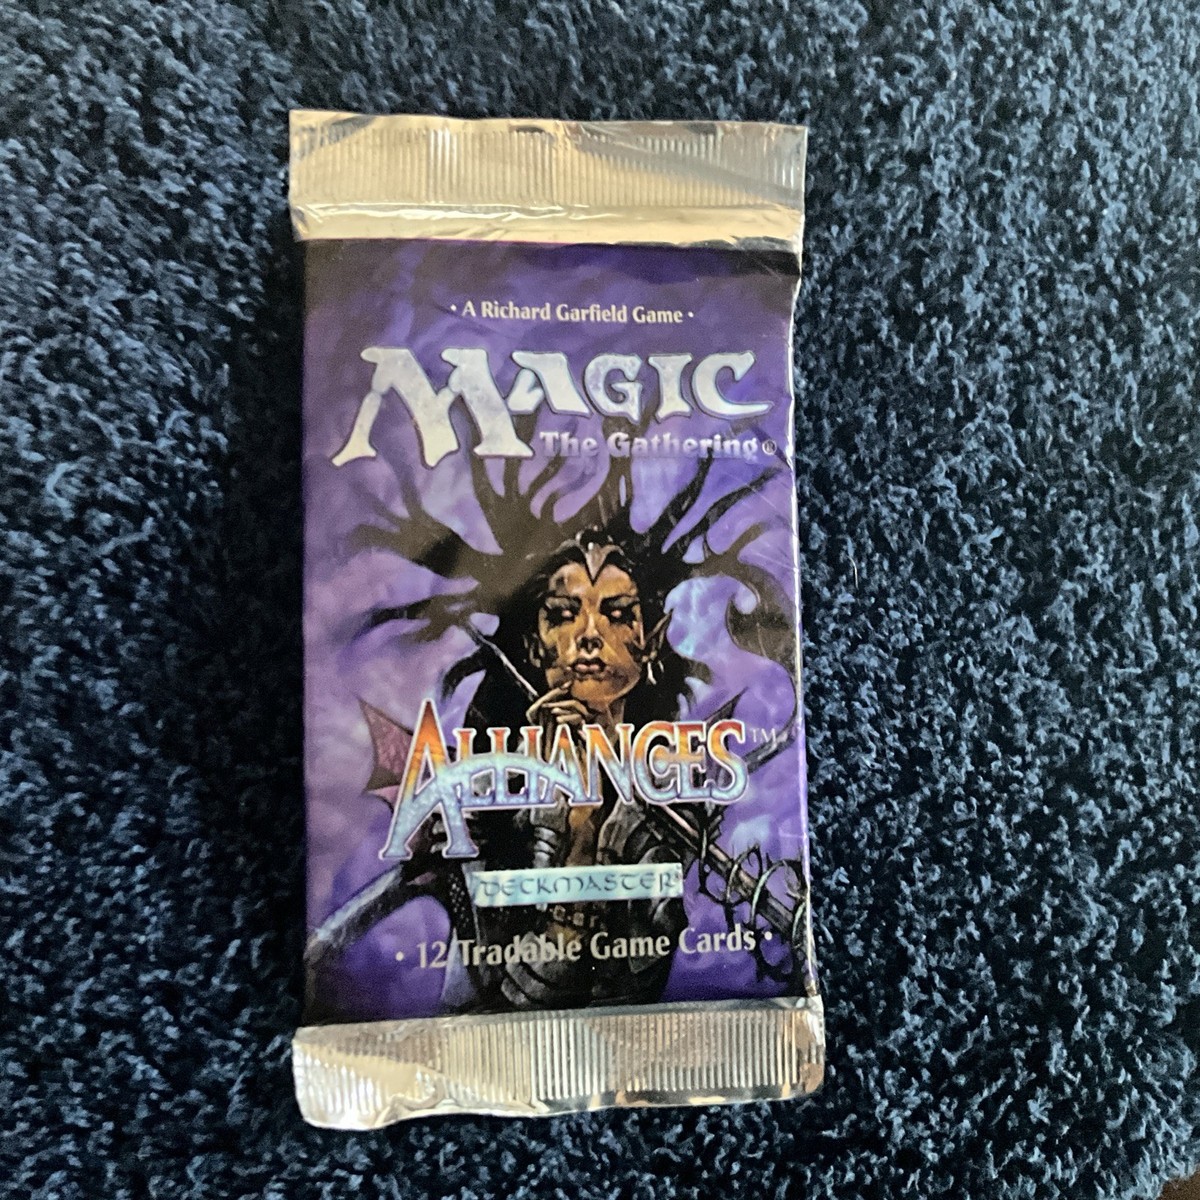 · A Richard Garfield Game ·
MAGIC
The Gathering®
ALLIANCES™
DECKMASTER
· 12 Tradable Game Cards ·